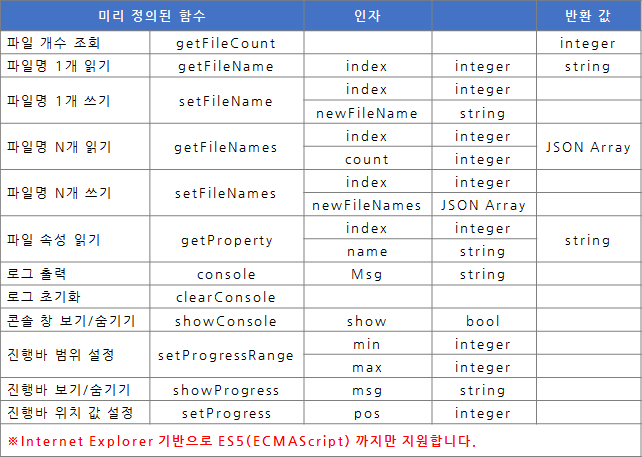 미리 정의된 함수 인자 반환 값
파일 개수 조회 getFileCount integer
파일명 1개 읽기 getFileName index integer string
파일명 1개 쓰기 setFileName index integer
newFileName string
파일명 N개 읽기 getFileNames index integer JSON Array
count integer
파일명 N개 쓰기 setFileNames index integer
newFileNames JSON Array
파일 속성 읽기 getProperty index integer string
name string
로그 출력 console Msg string
로그 초기화 clearConsole
콘솔 창 보기/숨기기 showConsole show bool
진행바 범위 설정 setProgressRange min integer
max integer
진행바 보기/숨기기 showProgress msg string
진행바 위치 값 설정 setProgress pos integer
※Internet Explorer 기반으로 ES5(ECMAScript) 까지만 지원합니다.